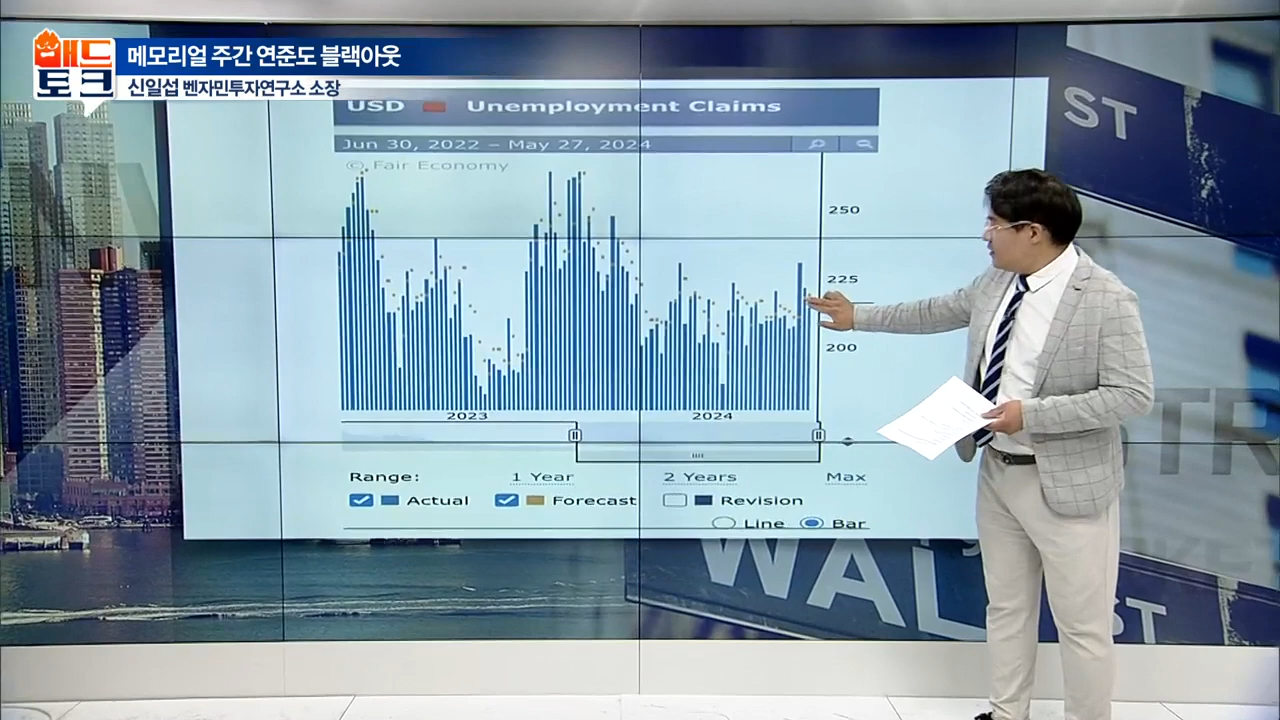 매드
토크
메모리얼 주간 연준도 블랙아웃
신일섭 벤자민투자연구소 소장
USD Unemployment Claims
Jun 30, 2022 – May 27, 2024
© Fair Economy
250
225
200
2023 2024
Range: 1 Year 2 Years Max
Actual Forecast Revision
Line Bar
ST
STR
WALL
ST